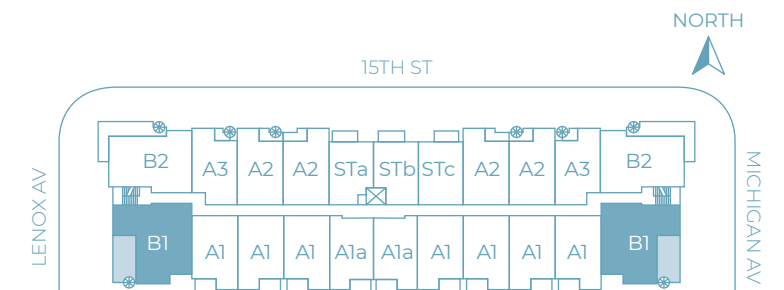 NORTH
15TH ST
LENOX AV
MICHIGAN AV
B2 A3 A2 A2 STa STb STc A2 A2 A3 B2
B1 A1 A1 A1 A1a A1a A1 A1 A1 A1 B1